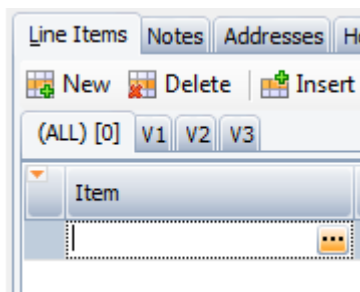 Line Items Notes Addresses
New Delete Insert
(ALL) [0] V1 V2 V3
Item